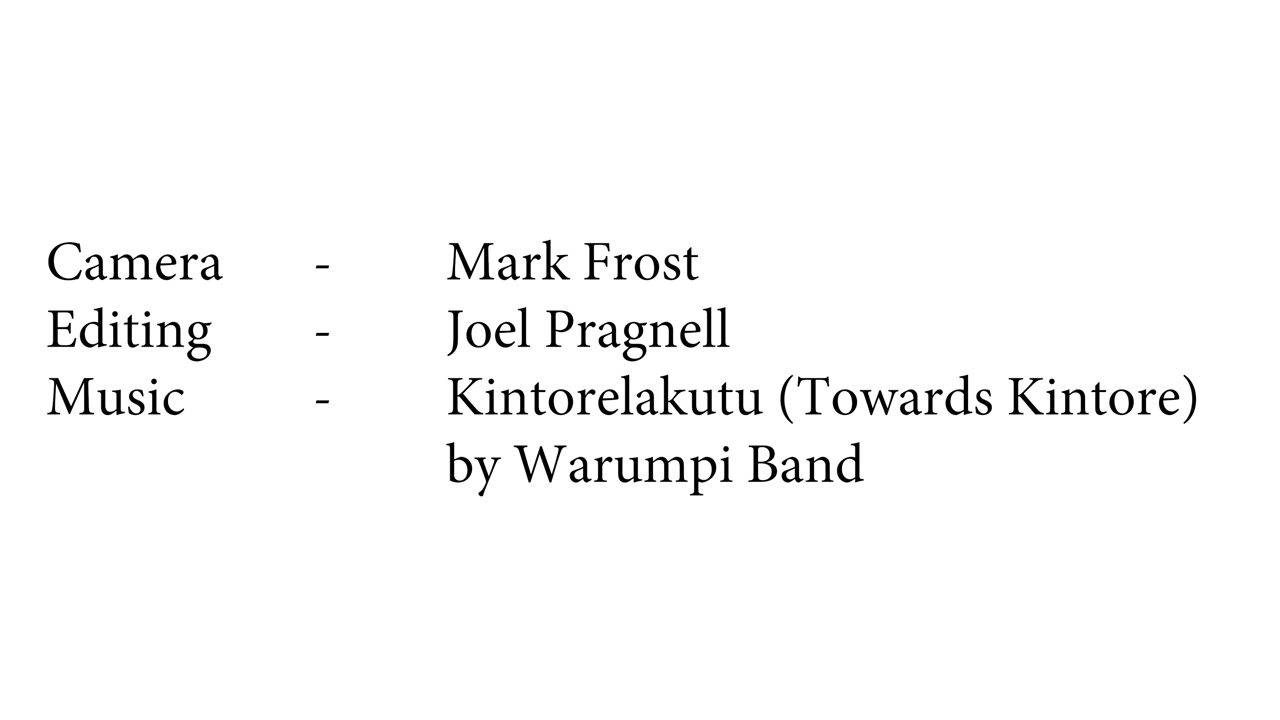 Camera - Mark Frost
Editing - Joel Pragnell
Music - Kintorelakutu (Towards Kintore)
by Warumpi Band